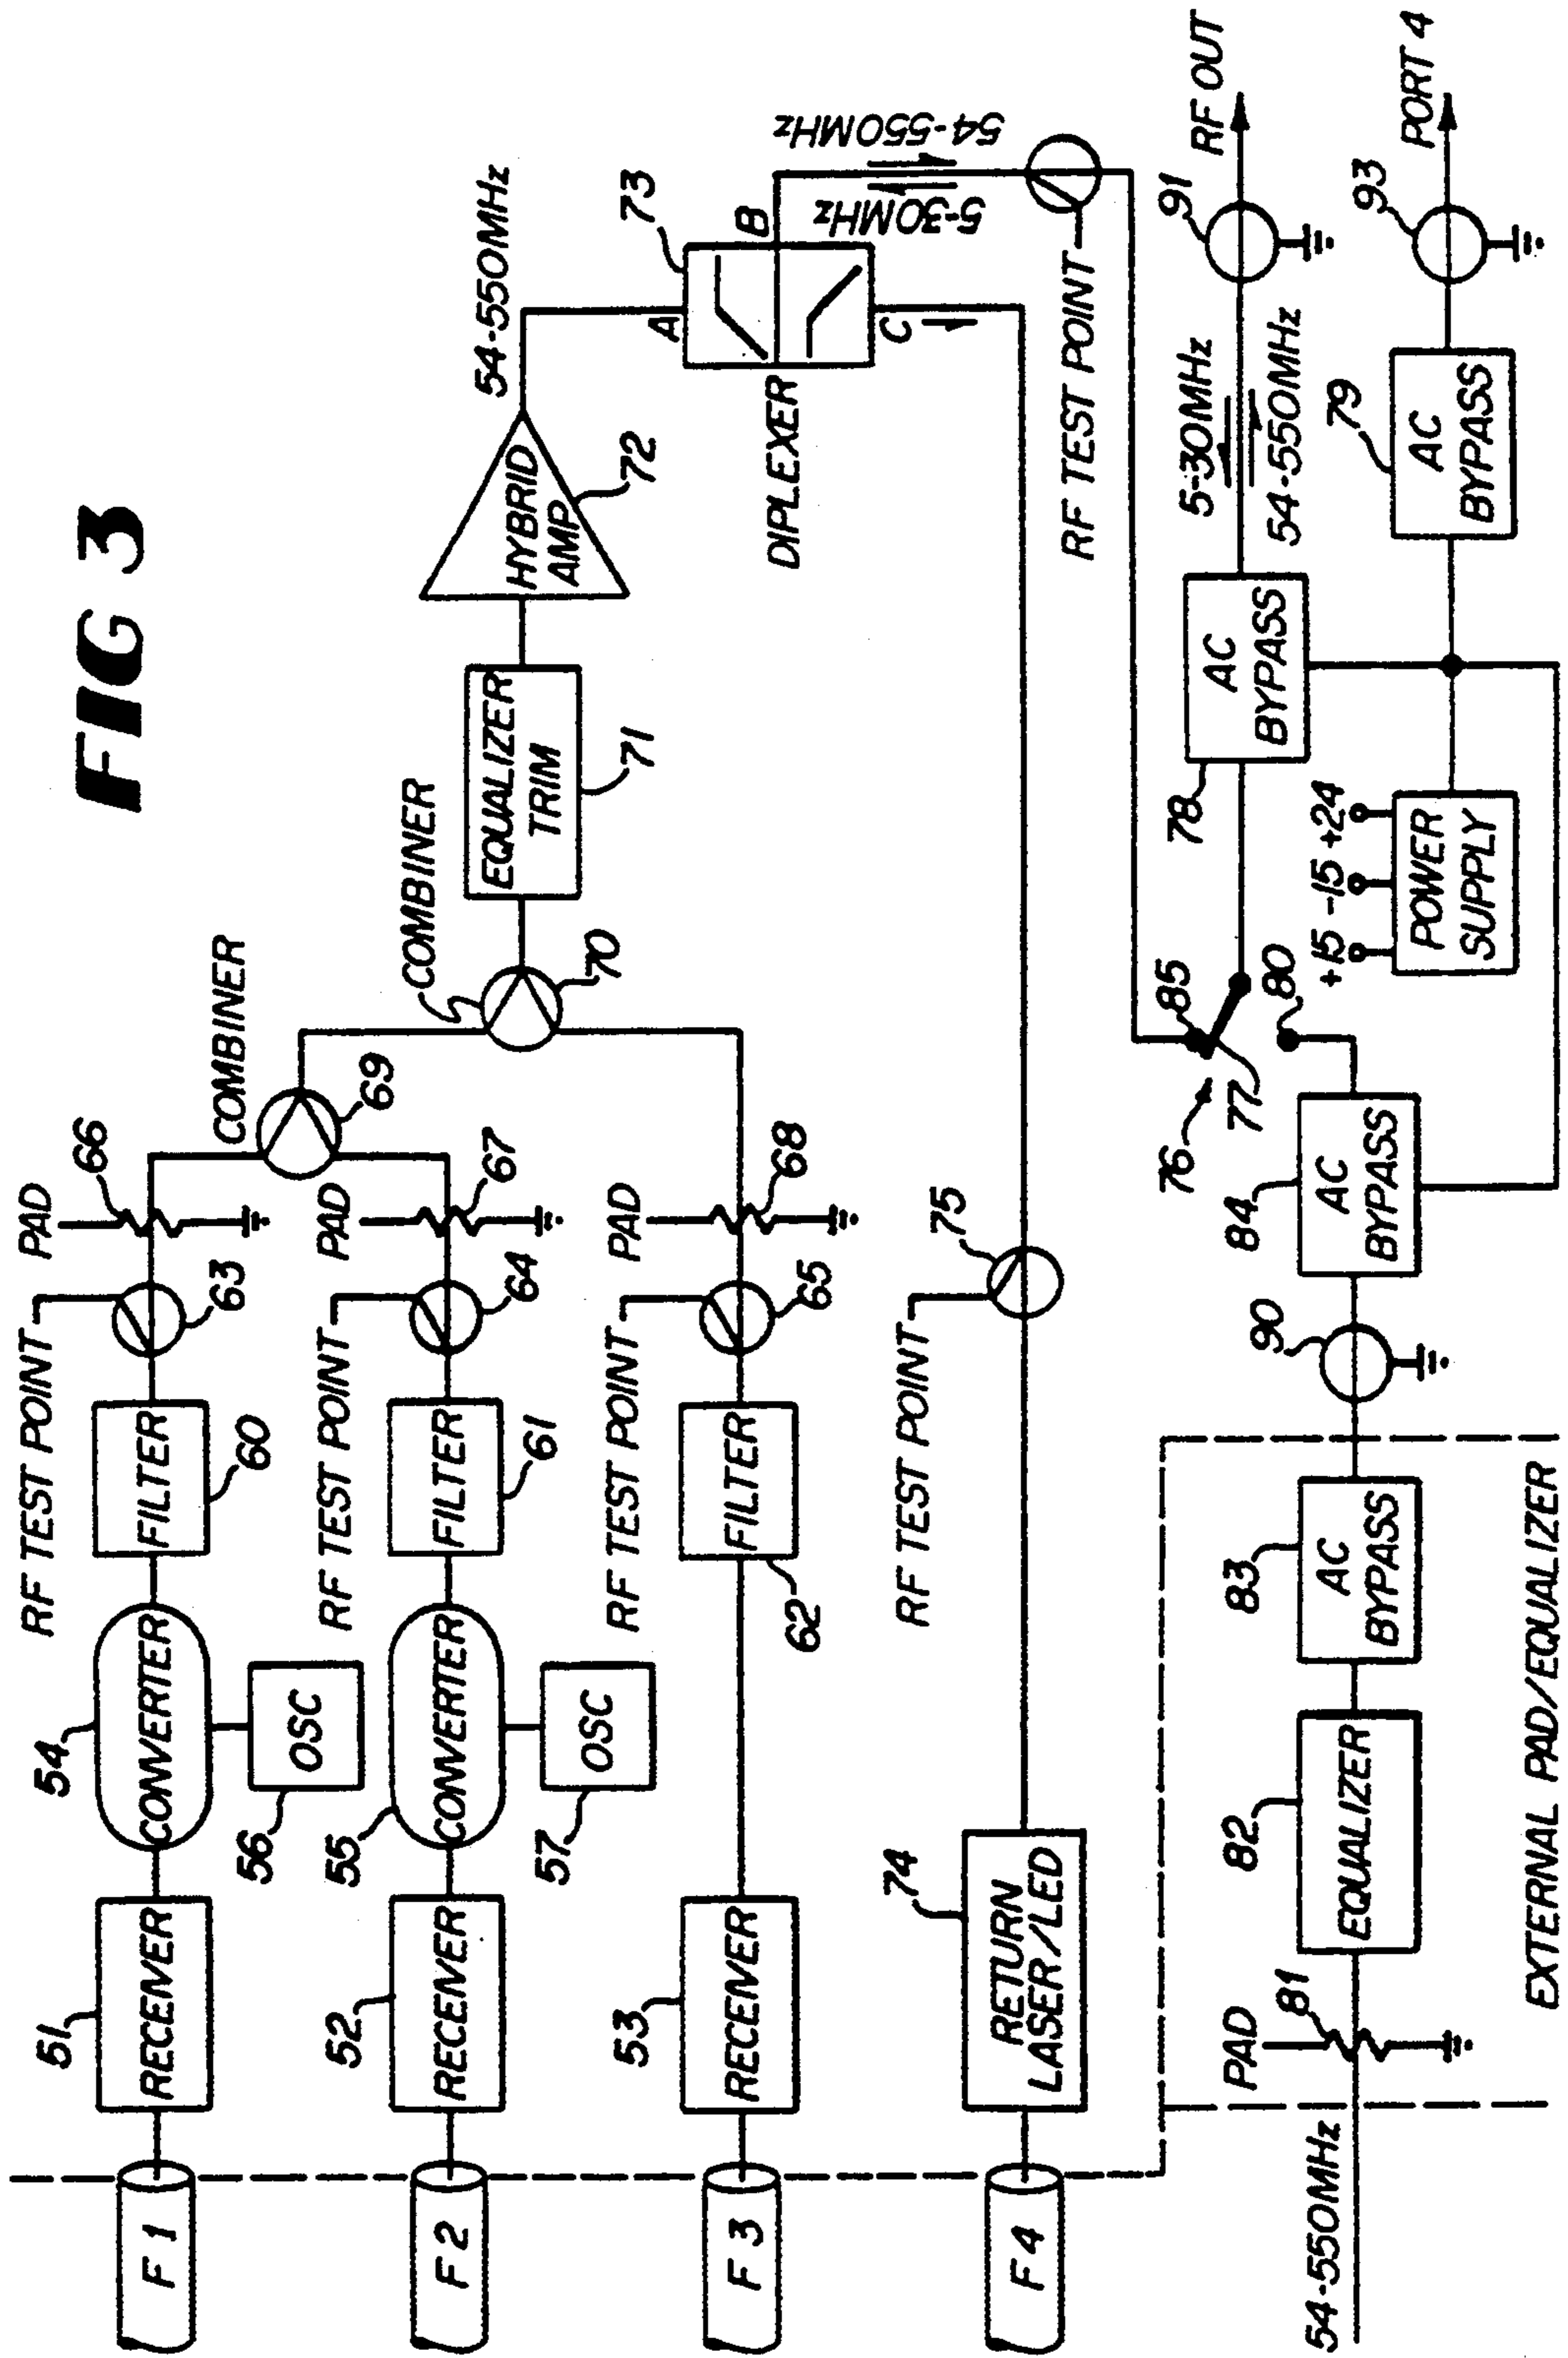 FIG 3
F1
51
RECEIVER
54
CONVERTER
56
OSC
FILTER
60
RF TEST POINT
63
PAD
66
COMBINER
69
F2
52
RECEIVER
55
CONVERTER
57
OSC
FILTER
61
RF TEST POINT
64
PAD
67
COMBINER
70
EQUALIZER
TRIM
71
HYBRID
AMP
72
54-550MHz
F3
53
RECEIVER
FILTER
62
RF TEST POINT
65
PAD
68
73
A
B
C
DIPLEXER
54-550MHz
5-30MHz
RF TEST POINT
F4
74
RETURN
LASER/LED
RF TEST POINT
75
54-550MHz
PAD
81
82
EQUALIZER
83
AC
BYPASS
EXTERNAL PAD/EQUALIZER
90
84
AC
BYPASS
76
77
85
80
78
AC
BYPASS
5-30MHz
54-550MHz
91
RF OUT
+15 -15 +24
POWER
SUPPLY
79
AC
BYPASS
93
PORT 4